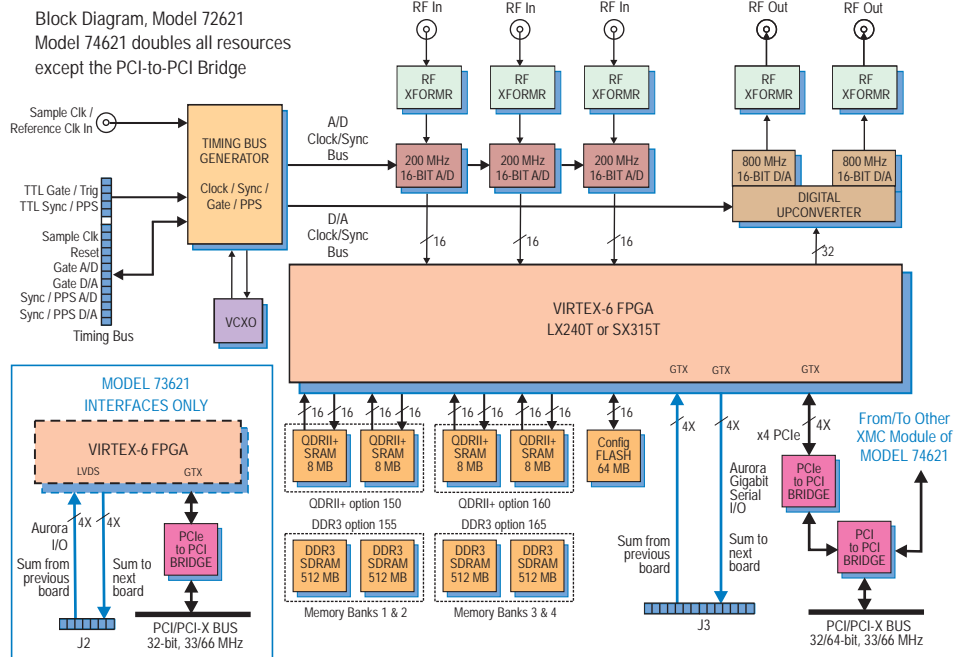 Block Diagram, Model 72621
Model 74621 doubles all resources
except the PCI-to-PCI Bridge
RF In
RF In
RF In
RF Out
RF Out
RF
XFORMR
RF
XFORMR
RF
XFORMR
RF
XFORMR
RF
XFORMR
Sample Clk /
Reference Clk In
TIMING BUS
GENERATOR
Clock / Sync /
Gate / PPS
A/D
Clock/Sync
Bus
200 MHz
16-BIT A/D
200 MHz
16-BIT A/D
200 MHz
16-BIT A/D
800 MHz
16-BIT D/A
800 MHz
16-BIT D/A
DIGITAL
UPCONVERTER
TTL Gate / Trig
TTL Sync / PPS
Sample Clk
Reset
Gate A/D
Gate D/A
Sync / PPS A/D
Sync / PPS D/A
Timing Bus
D/A
Clock/Sync
Bus
16
16
16
32
VCXO
VIRTEX-6 FPGA
LX240T or SX315T
GTX
GTX
GTX
16
16
16
16
16
16
16
16
16
4X
4X
4X
x4 PCIe
QDRII+
SRAM
8 MB
QDRII+
SRAM
8 MB
QDRII+
SRAM
8 MB
QDRII+
SRAM
8 MB
Config
FLASH
64 MB
QDRII+ option 150
QDRII+ option 160
DDR3 option 155
DDR3 option 165
DDR3
SDRAM
512 MB
DDR3
SDRAM
512 MB
DDR3
SDRAM
512 MB
DDR3
SDRAM
512 MB
Memory Banks 1 & 2
Memory Banks 3 & 4
Sum from
previous
board
Sum to
next
board
J3
Aurora
Gigabit
Serial
I/O
PCIe
to PCI
BRIDGE
PCI
to PCI
BRIDGE
From/To Other
XMC Module of
MODEL 74621
PCI/PCI-X BUS
32/64-bit, 33/66 MHz
MODEL 73621
INTERFACES ONLY
VIRTEX-6 FPGA
LVDS
GTX
4X
4X
4X
Aurora
I/O
Sum from
previous
board
Sum to
next
board
PCIe
to PCI
BRIDGE
J2
PCI/PCI-X BUS
32-bit, 33/66 MHz